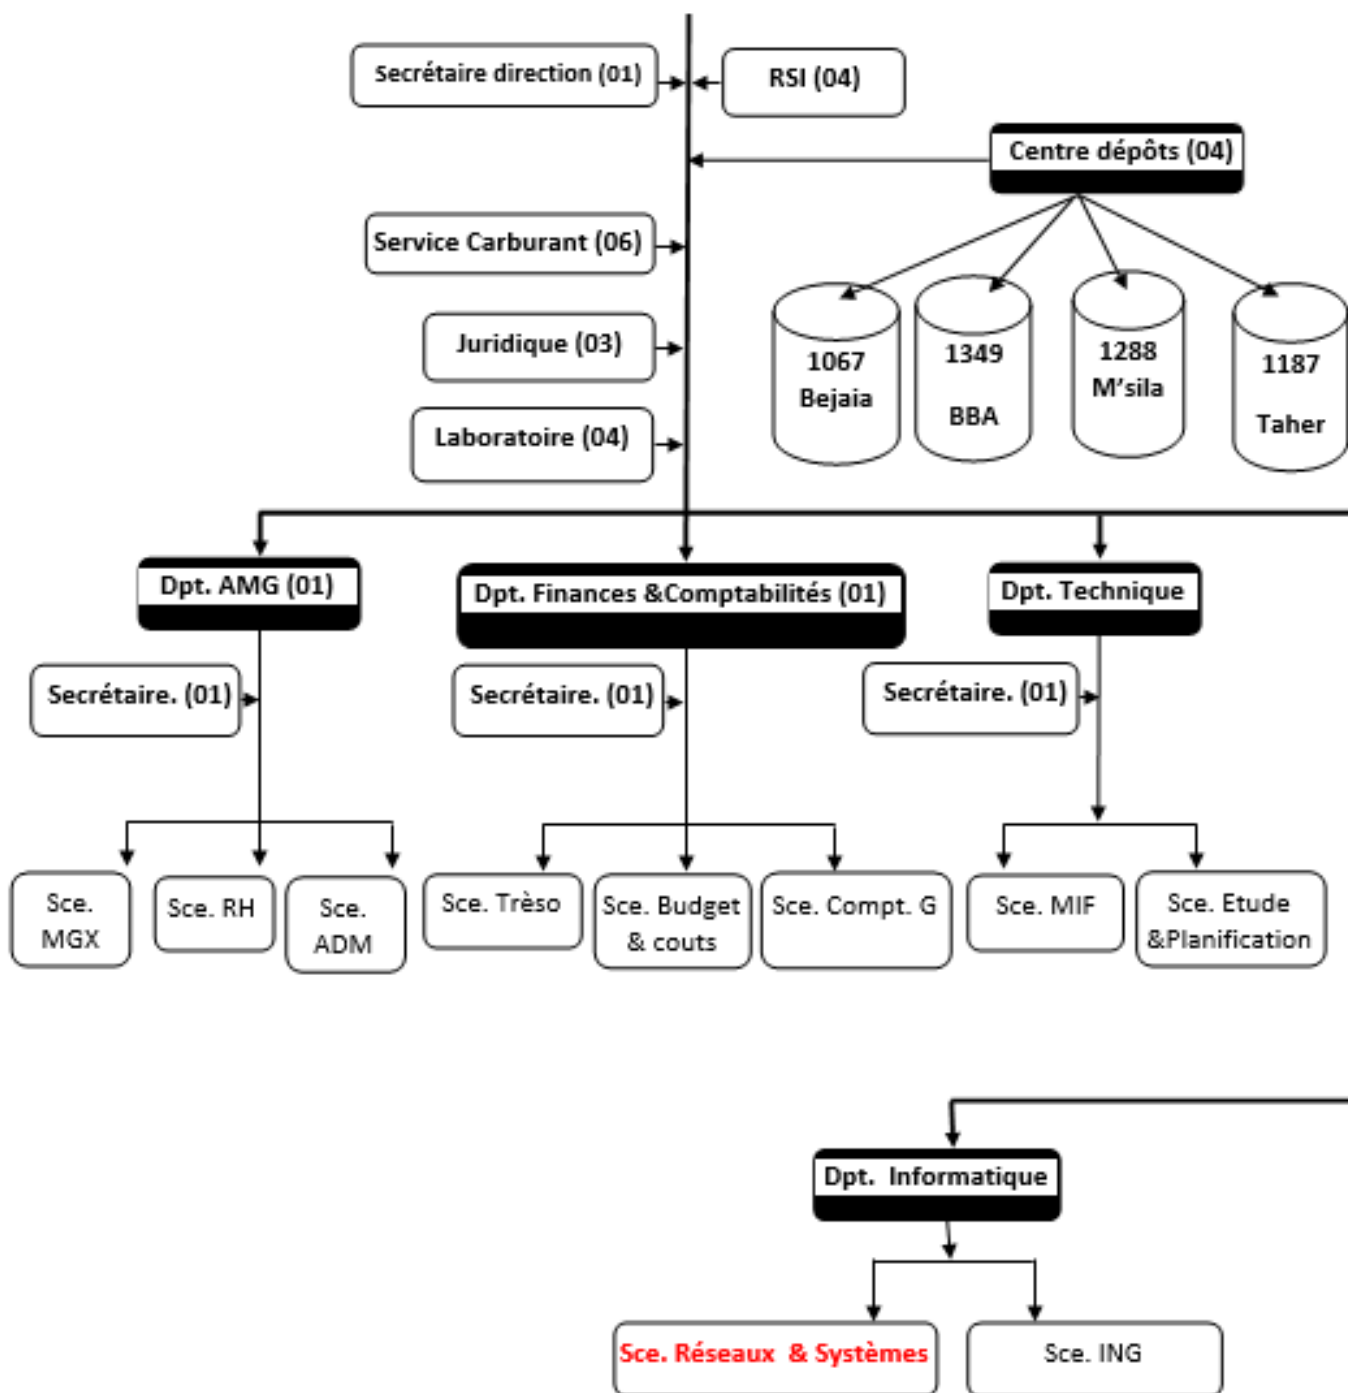 Secrétaire direction (01)
RSI (04)
Centre dépôts (04)
Service Carburant (06)
Juridique (03)
Laboratoire (04)
1067
Bejaia
1349
BBA
1288
M'sila
1187
Taher
Dpt. AMG (01)
Dpt. Finances &Comptabilités (01)
Dpt. Technique
Secrétaire. (01)
Secrétaire. (01)
Secrétaire. (01)
Sce.
MGX
Sce. RH
Sce.
ADM
Sce. Trèso
Sce. Budget
& couts
Sce. Compt. G
Sce. MIF
Sce. Etude
&Planification
Dpt. Informatique
Sce. Réseaux & Systèmes
Sce. ING